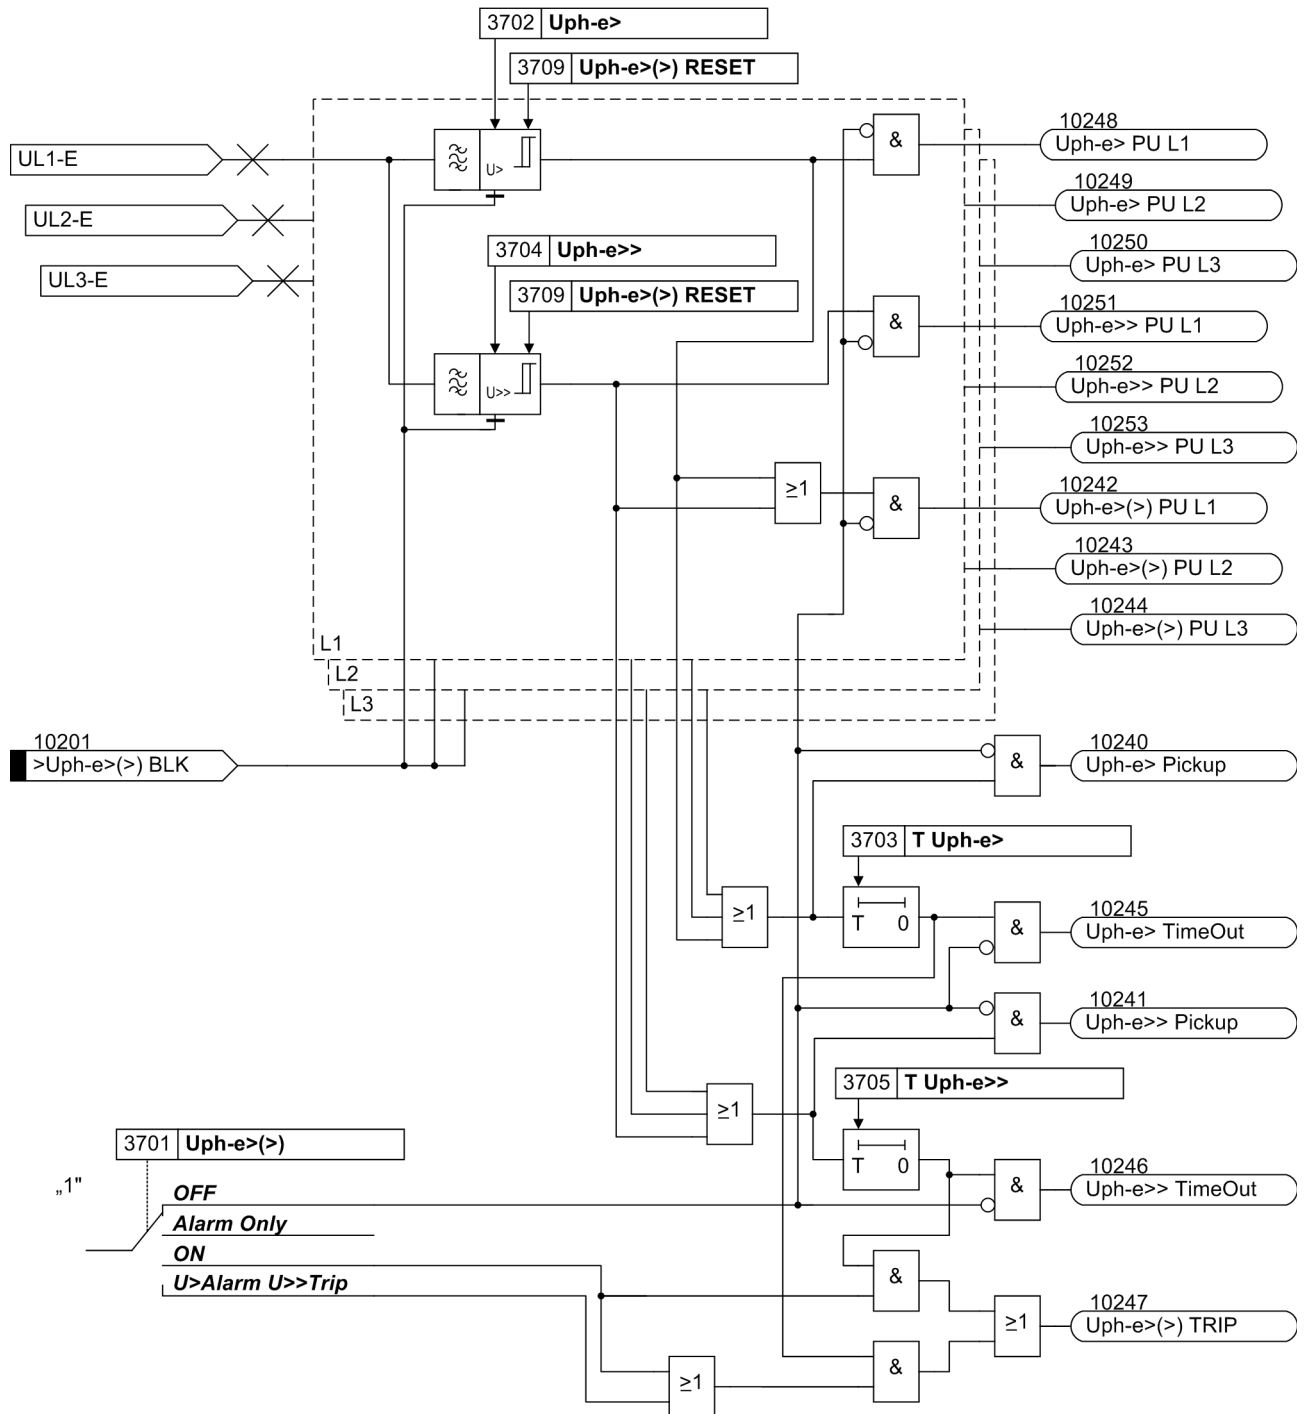 3702 Uph-e>
3709 Uph-e>(>) RESET
UL1-E
U>
&
10248
Uph-e> PU L1
UL2-E
10249
Uph-e> PU L2
3704 Uph-e>>
UL3-E
10250
Uph-e> PU L3
3709 Uph-e>(>) RESET
&
10251
Uph-e>> PU L1
U>>
10252
Uph-e>> PU L2
10253
Uph-e>> PU L3
≥1
&
10242
Uph-e>(>) PU L1
10243
Uph-e>(>) PU L2
10244
Uph-e>(>) PU L3
L1
L2
L3
10201
>Uph-e>(>) BLK
&
10240
Uph-e> Pickup
3703 T Uph-e>
≥1
T 0
&
10245
Uph-e> TimeOut
&
10241
Uph-e>> Pickup
3705 T Uph-e>>
≥1
3701 Uph-e>(>)
T 0
„1"
OFF
&
10246
Uph-e>> TimeOut
Alarm Only
ON
U>Alarm U>>Trip
&
≥1
10247
Uph-e>(>) TRIP
≥1
&